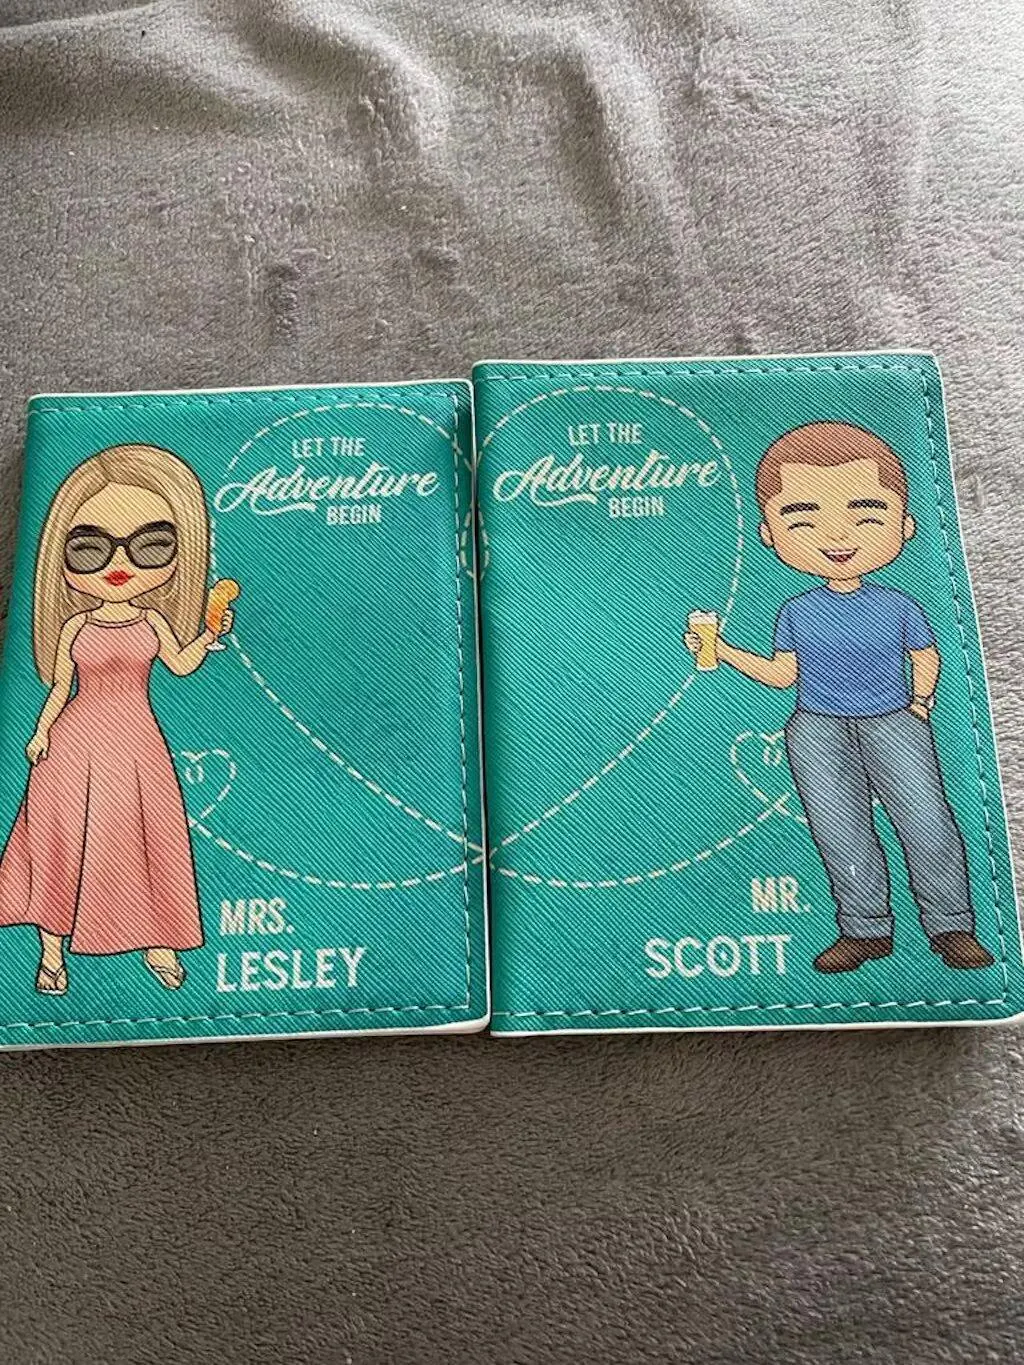 LET THE
Adventure
BEGIN
MRS.
LESLEY
LET THE
Adventure
BEGIN
MR.
SCOTT